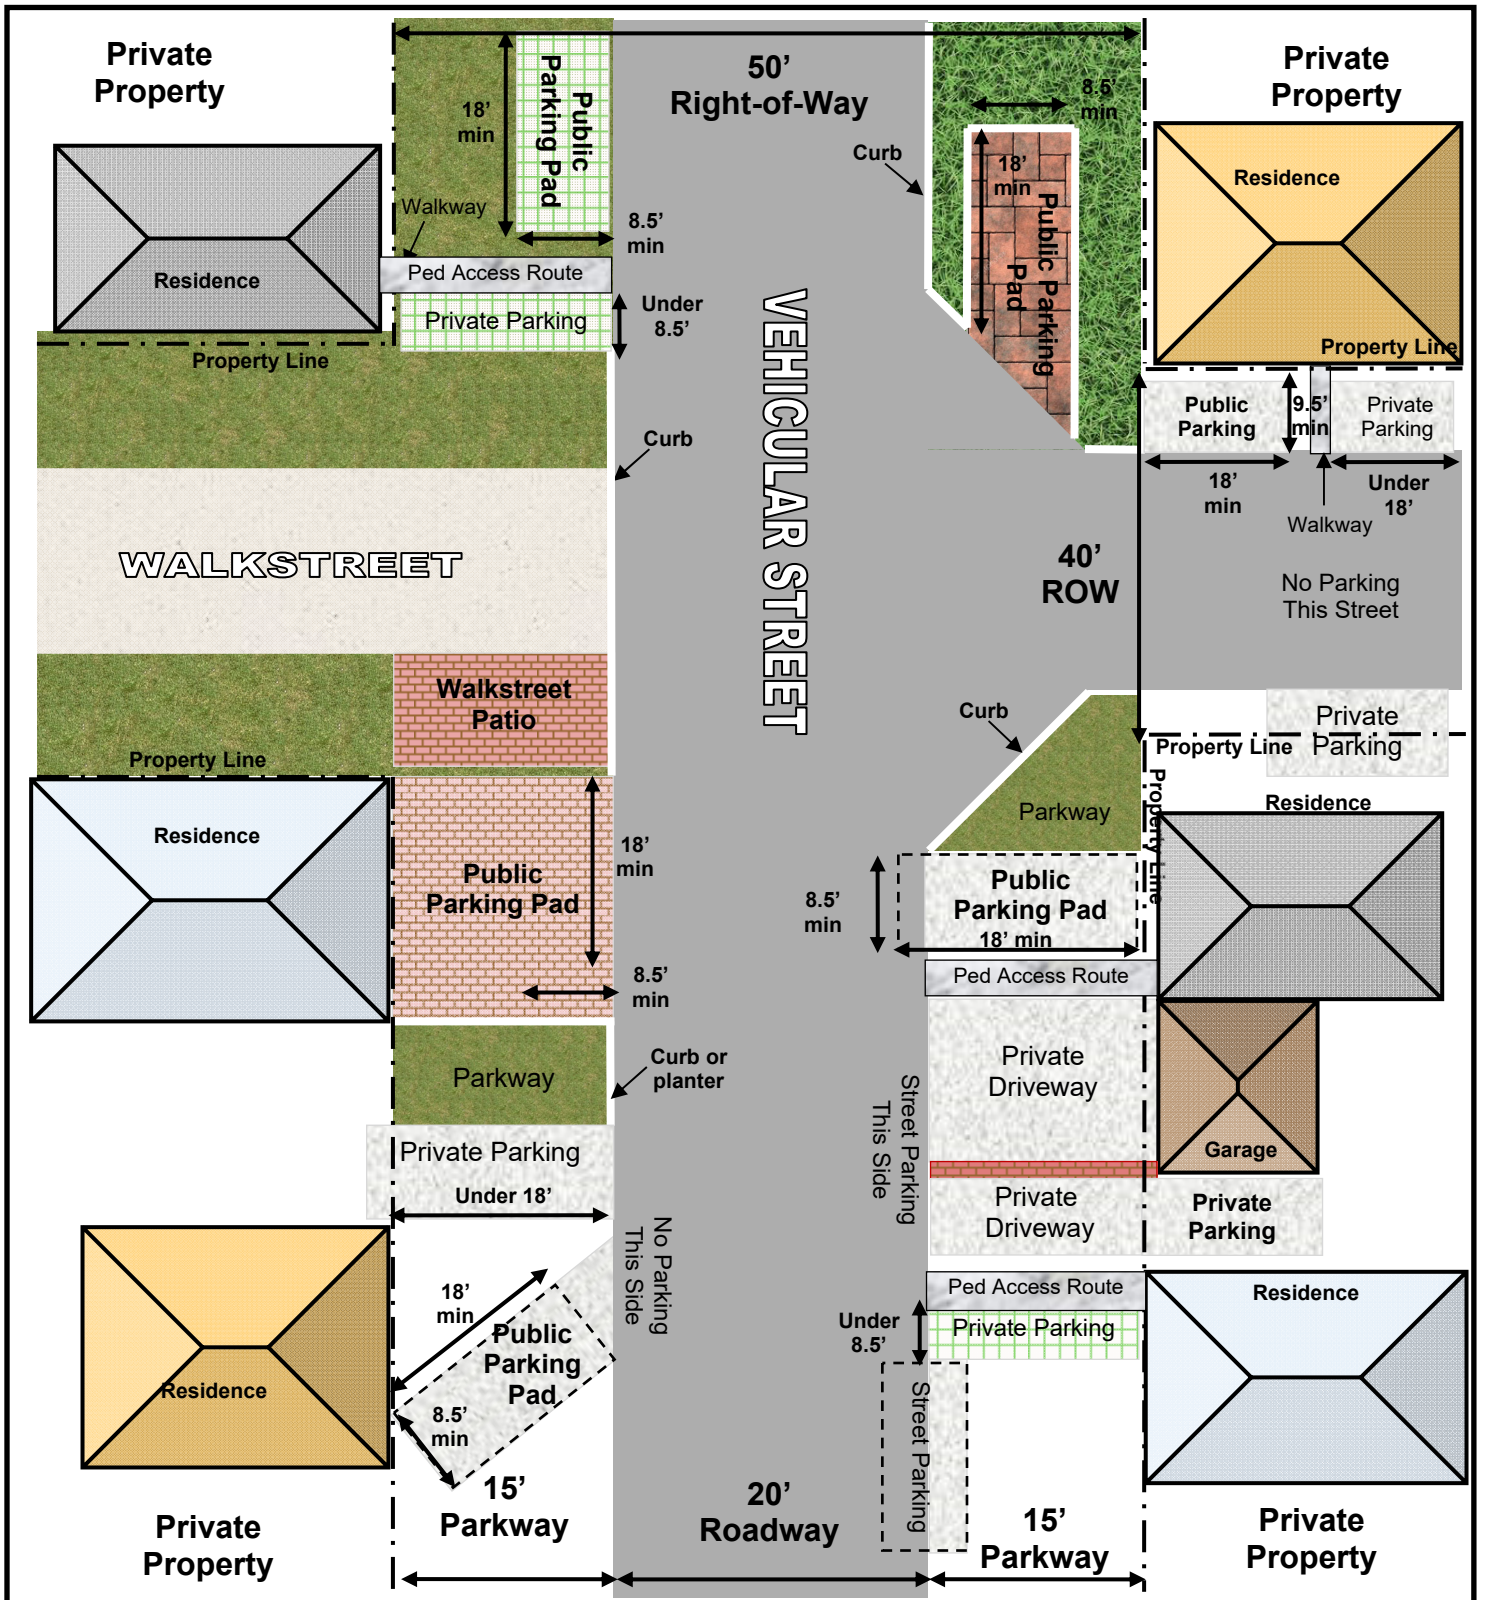 Private
Property
50’
Right-of-Way
Private
Property
18’
min
Public
Parking Pad
8.5’
min
Walkway
8.5’
min
Curb
18’
min
Public Parking
Pad
Residence
Residence
Ped Access Route
Private Parking
Under
8.5’
Property Line
Property Line
VEHICULAR STREET
Public
Parking
9.5’
min
Private
Parking
18’
min
Under
18’
Walkway
Curb
WALKSTREET
40’
ROW
No Parking
This Street
Walkstreet
Patio
Curb
Private
Parking
Property Line
Property Line
Property Line
Residence
Residence
Parkway
18’
min
Public
Parking Pad
8.5’
min
Public
Parking Pad
18’ min
8.5’
min
Ped Access Route
Parkway
Curb or
planter
Private
Driveway
Street Parking
This Side
Garage
Private Parking
Under 18’
Private
Driveway
Private
Parking
No Parking
This Side
18’
min
Public
Parking
Pad
8.5’
min
Residence
Ped Access Route
Private Parking
Under
8.5’
Residence
Street Parking
15’
Parkway
20’
Roadway
15’
Parkway
Private
Property
Private
Property